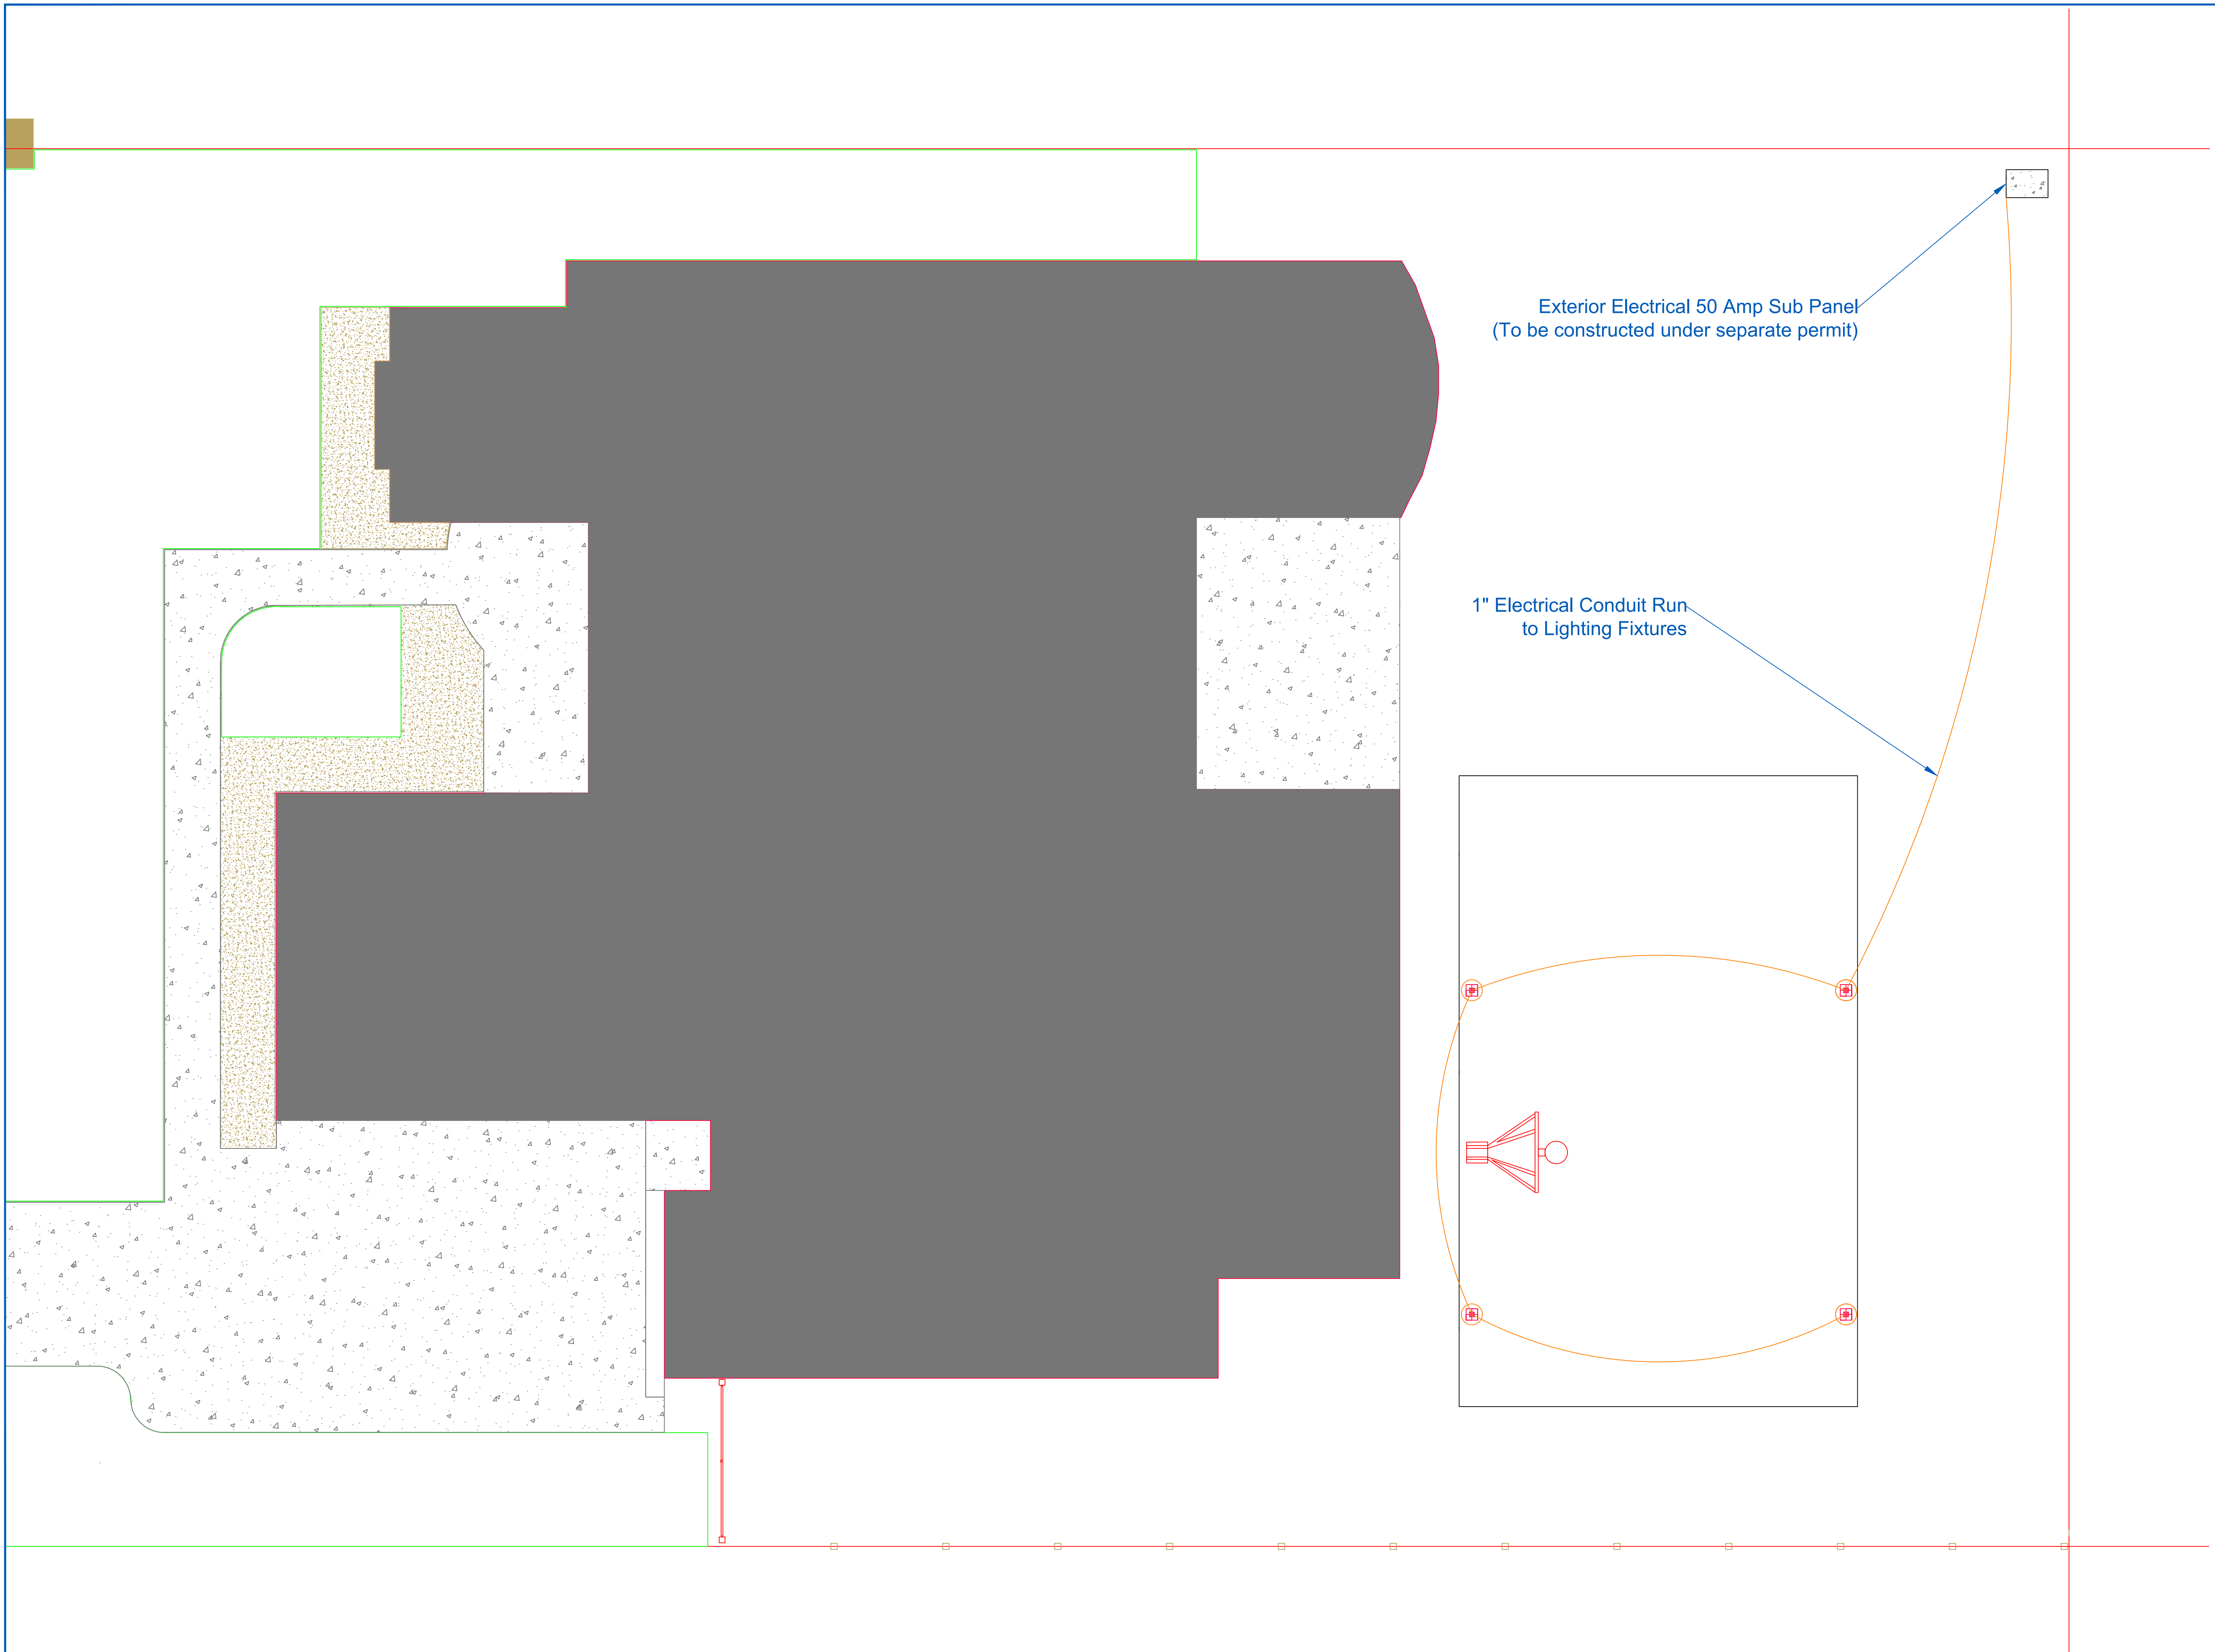 Exterior Electrical 50 Amp Sub Panel
(To be constructed under separate permit)
1" Electrical Conduit Run
to Lighting Fixtures